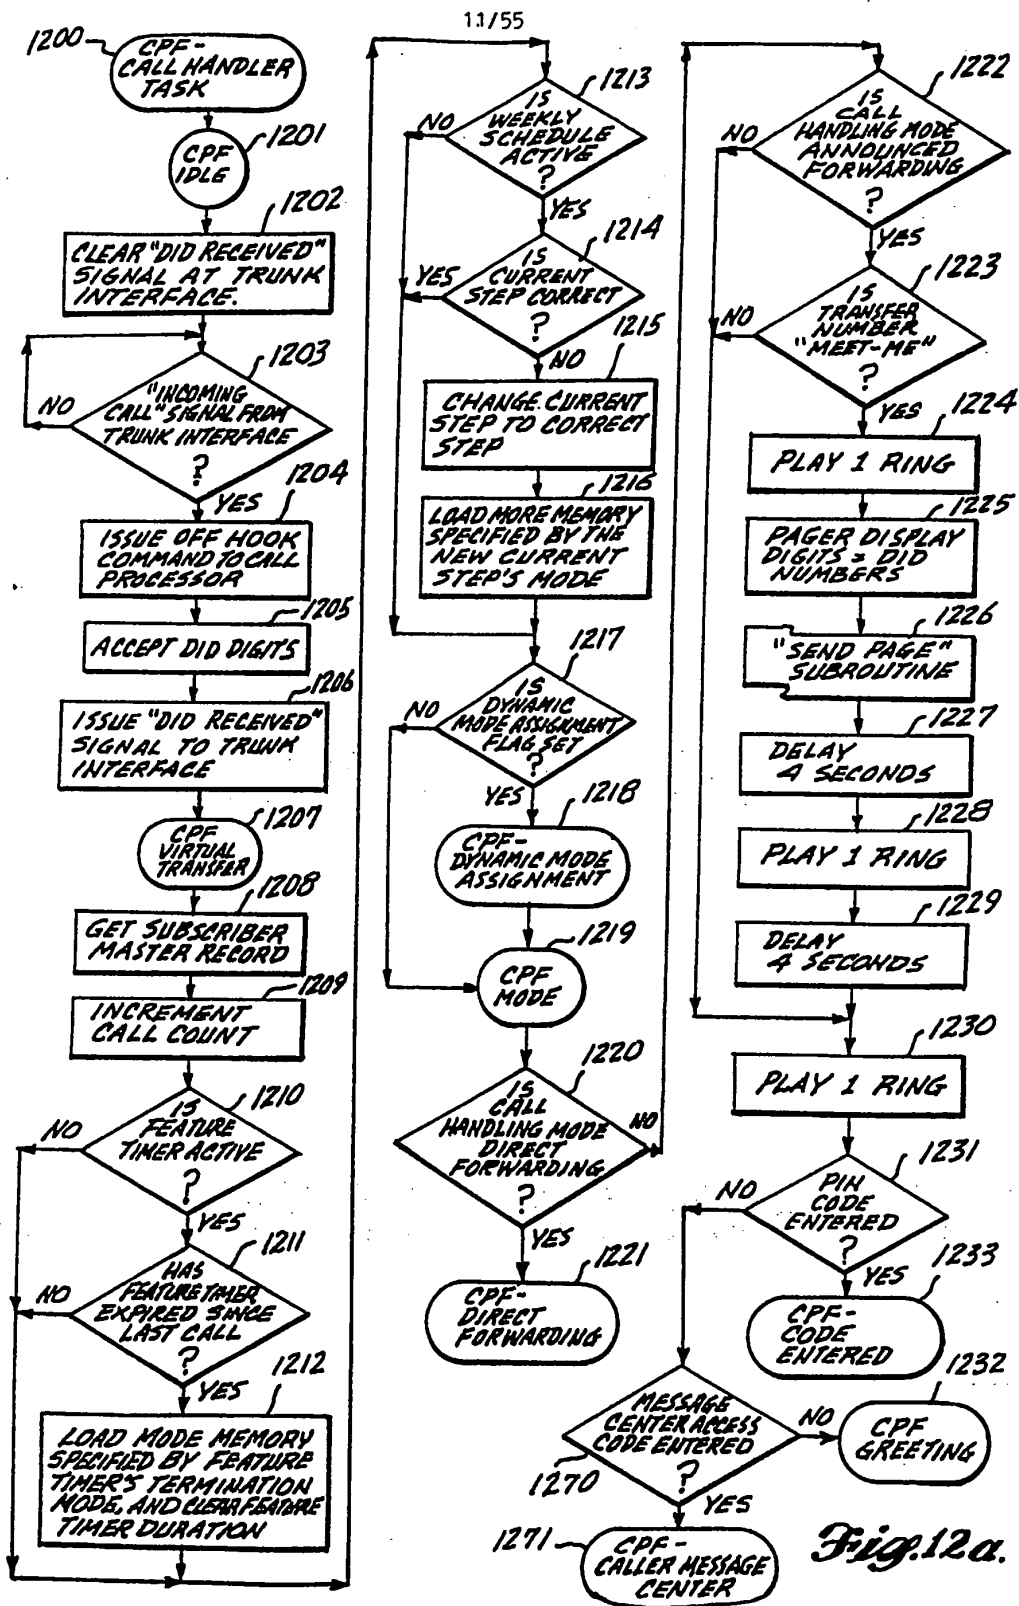 11/55
1200
CPF-
CALL HANDLER
TASK
1201
CPF
IDLE
1202
CLEAR "DID RECEIVED"
SIGNAL AT TRUNK
INTERFACE.
1203
"INCOMING
CALL" SIGNAL FROM
TRUNK INTERFACE
?
NO
YES
1204
ISSUE OFF HOOK
COMMAND TO CALL
PROCESSOR
1205
ACCEPT DID DIGITS
1206
ISSUE "DID RECEIVED"
SIGNAL TO TRUNK
INTERFACE
1207
CPF
VIRTUAL
TRANSFER
1208
GET SUBSCRIBER
MASTER RECORD
1209
INCREMENT
CALL COUNT
1210
IS
FEATURE
TIMER ACTIVE
?
NO
YES
1211
HAS
FEATURE TIMER
EXPIRED SINCE
LAST CALL
?
NO
YES
1212
LOAD MODE MEMORY
SPECIFIED BY FEATURE
TIMER'S TERMINATION
MODE, AND CLEAR FEATURE
TIMER DURATION
1213
IS
WEEKLY
SCHEDULE
ACTIVE
?
NO
YES
1214
IS
CURRENT
STEP CORRECT
?
YES
NO
1215
CHANGE CURRENT
STEP TO CORRECT
STEP
1216
LOAD MORE MEMORY
SPECIFIED BY THE
NEW CURRENT
STEP'S MODE
1217
IS
DYNAMIC
MODE ASSIGNMENT
FLAG SET
?
NO
YES
1218
CPF-
DYNAMIC MODE
ASSIGNMENT
1219
CPF
MODE
1220
IS
CALL
HANDLING MODE
DIRECT
FORWARDING
?
NO
YES
1221
CPF-
DIRECT
FORWARDING
1222
IS
CALL
HANDLING MODE
ANNOUNCED
FORWARDING
?
NO
YES
1223
IS
TRANSFER
NUMBER
"MEET-ME"
?
NO
YES
1224
PLAY 1 RING
1225
PAGER DISPLAY
DIGITS = DID
NUMBERS
1226
"SEND PAGE"
SUBROUTINE
1227
DELAY
4 SECONDS
1228
PLAY 1 RING
1229
DELAY
4 SECONDS
1230
PLAY 1 RING
1231
PIN
CODE
ENTERED
?
NO
YES
1233
CPF-
CODE
ENTERED
1232
CPF
GREETING
MESSAGE
CENTER ACCESS
CODE ENTERED
?
NO
1270
YES
1271
CPF-
CALLER MESSAGE
CENTER
Fig. 12a.